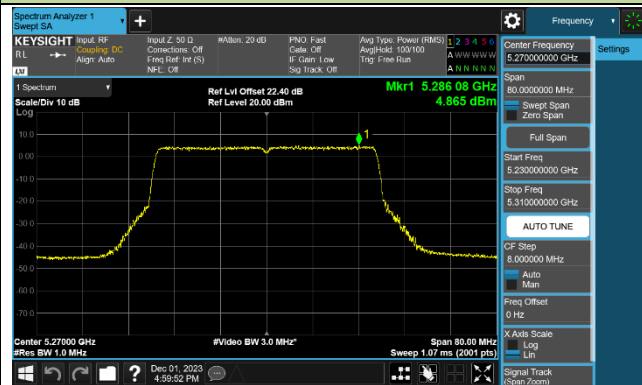 Spectrum Analyzer 1
Swept SA
+
Frequency
KEYSIGHT
Input: RF
Coupling: DC
Align: Auto
Input Z: 50 Ω
Corrections: Off
Freq Ref: Int (S)
NFE: Off
#Atten: 20 dB
PNO: Fast
Gate: Off
IF Gain: Low
Sig Track: Off
Avg Type: Power (RMS)
Avg|Hold: 100/100
Trig: Free Run
1 2 3 4 5 6
A W W W W W
A N N N N N
RL
LXI
1 Spectrum
Scale/Div 10 dB
Log
Ref Lvl Offset 22.40 dB
Ref Level 20.00 dBm
Mkr1 5.286 08 GHz
4.865 dBm
1
10.0
0.00
-10.0
-20.0
-30.0
-40.0
-50.0
-60.0
-70.0
Center 5.27000 GHz
#Res BW 1.0 MHz
#Video BW 3.0 MHz*
Span 80.00 MHz
Sweep 1.07 ms (2001 pts)
Dec 01, 2023
4:59:52 PM
?
Center Frequency
5.270000000 GHz
Span
80.0000000 MHz
Swept Span
Zero Span
Full Span
Start Freq
5.230000000 GHz
Stop Freq
5.310000000 GHz
AUTO TUNE
CF Step
8.000000 MHz
Auto
Man
Freq Offset
0 Hz
X Axis Scale
Log
Lin
Signal Track
(Span Zoom)
Settings